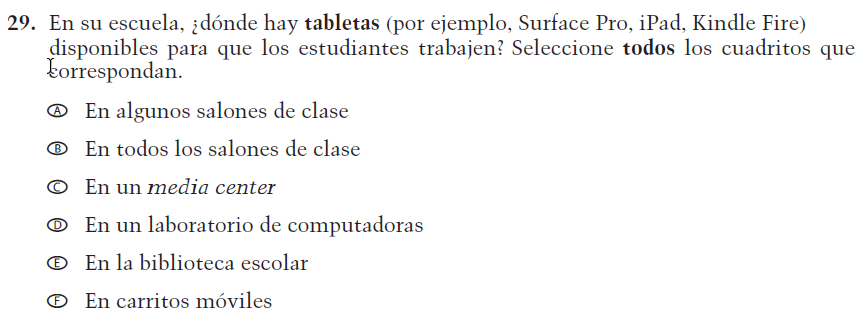 29. En su escuela, ¿dónde hay tabletas (por ejemplo, Surface Pro, iPad, Kindle Fire)
disponibles para que los estudiantes trabajen? Seleccione todos los cuadritos que
correspondan.
A En algunos salones de clase
B En todos los salones de clase
C En un media center
D En un laboratorio de computadoras
E En la biblioteca escolar
F En carritos móviles